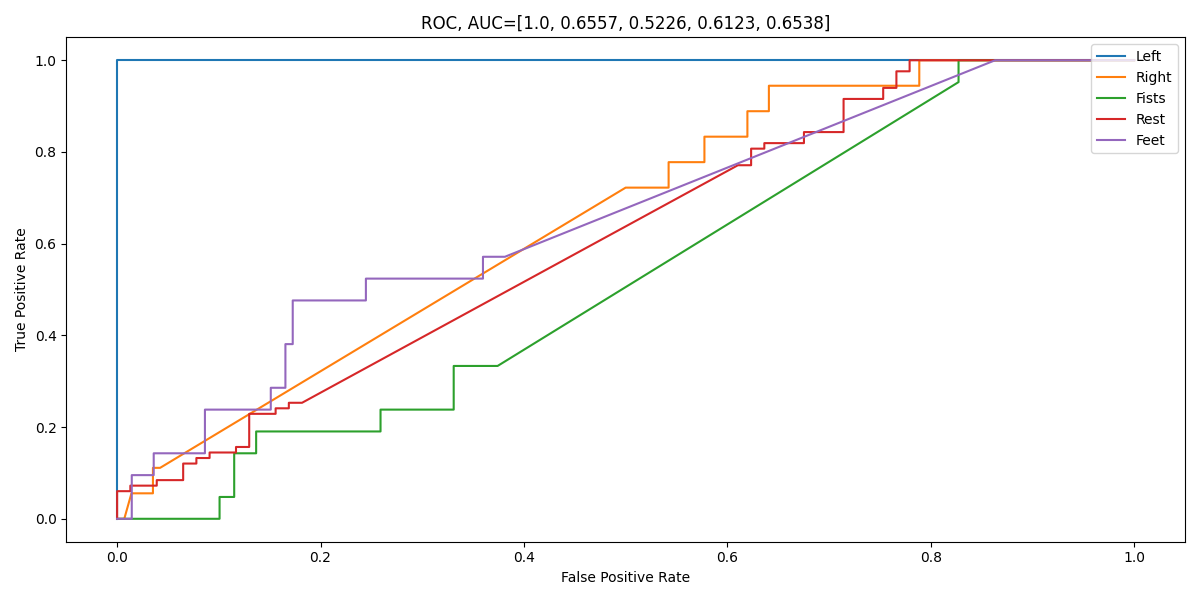 ROC, AUC=[1.0, 0.6557, 0.5226, 0.6123, 0.6538]
Left
Right
Fists
Rest
Feet
1.0
0.8
0.6
0.4
0.2
0.0
True Positive Rate
0.0 0.2 0.4 0.6 0.8 1.0
False Positive Rate